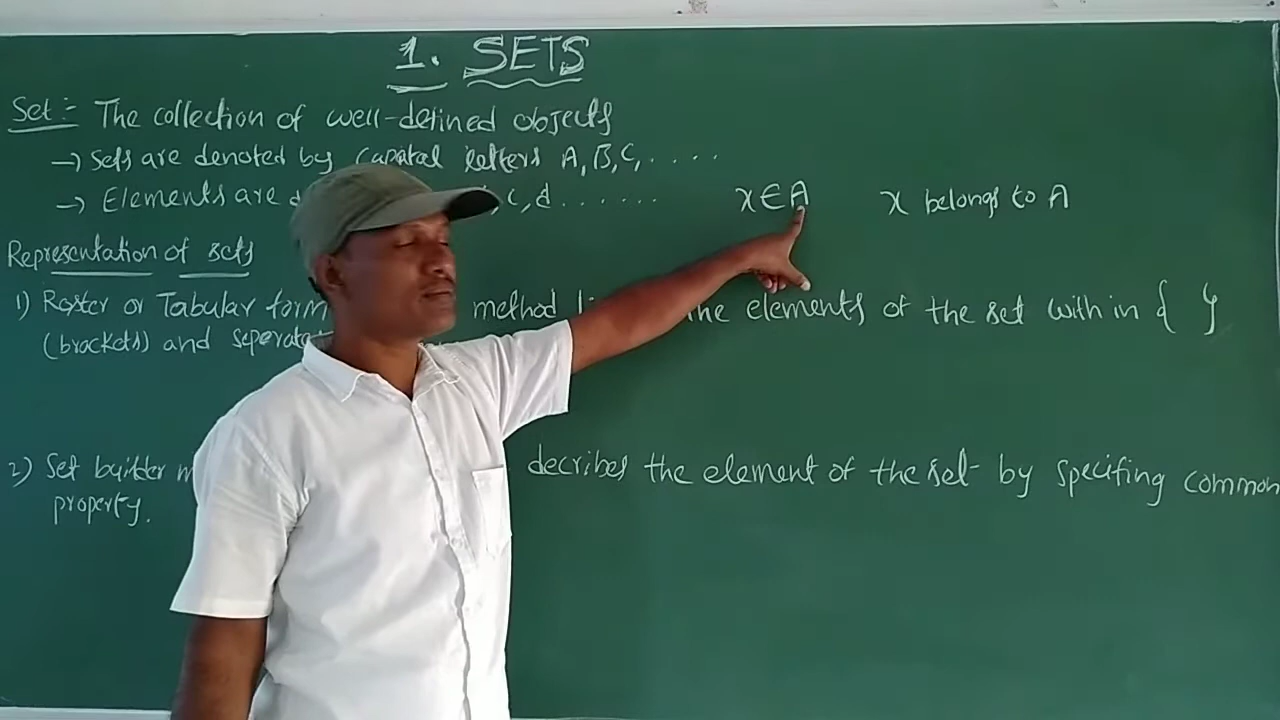 1. SETS
Set :- The collection of well-defined objects
→ Sets are denoted by capital letters A, B, C, . . . .
→ Elements are , c, d . . . . . . x ∈ A x belongs to A
Representation of sets
1) Roster or Tabular form method the elements of the set with in { }
(brackets) and seperate
2) Set builder decribes the element of the set by specifing common
property.